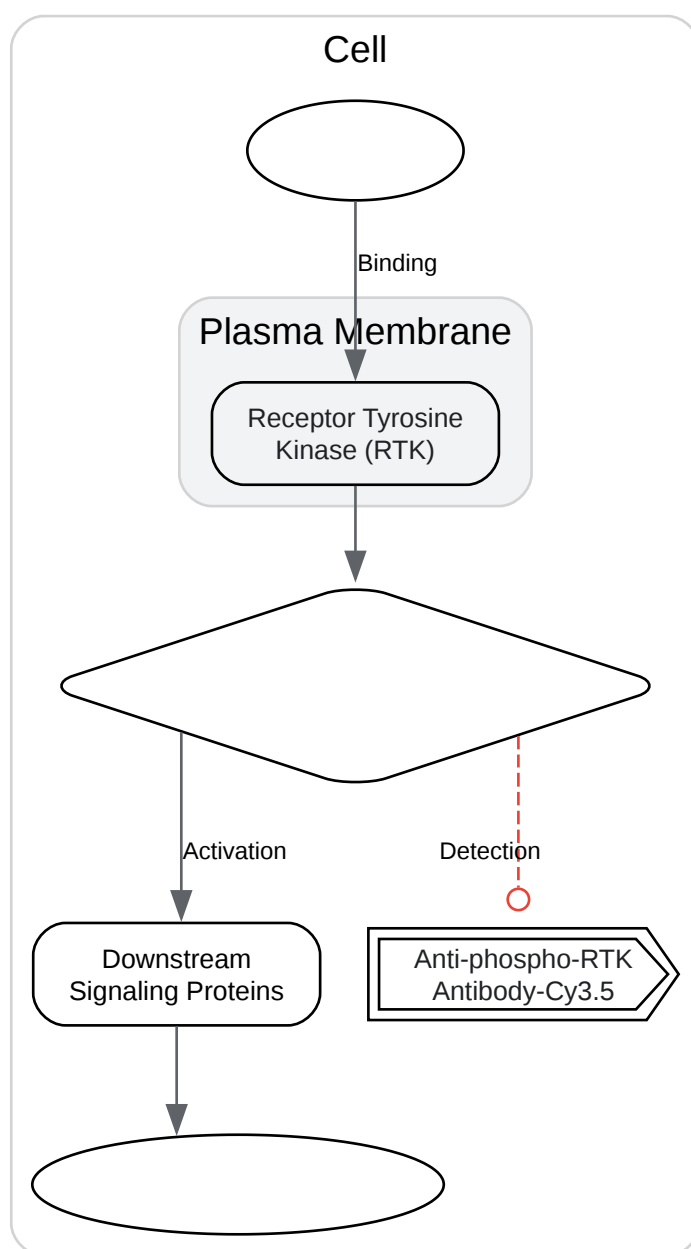 Cell
Binding
Plasma Membrane
Receptor Tyrosine
Kinase (RTK)
Activation
Detection
Downstream
Signaling Proteins
Anti-phospho-RTK
Antibody-Cy3.5